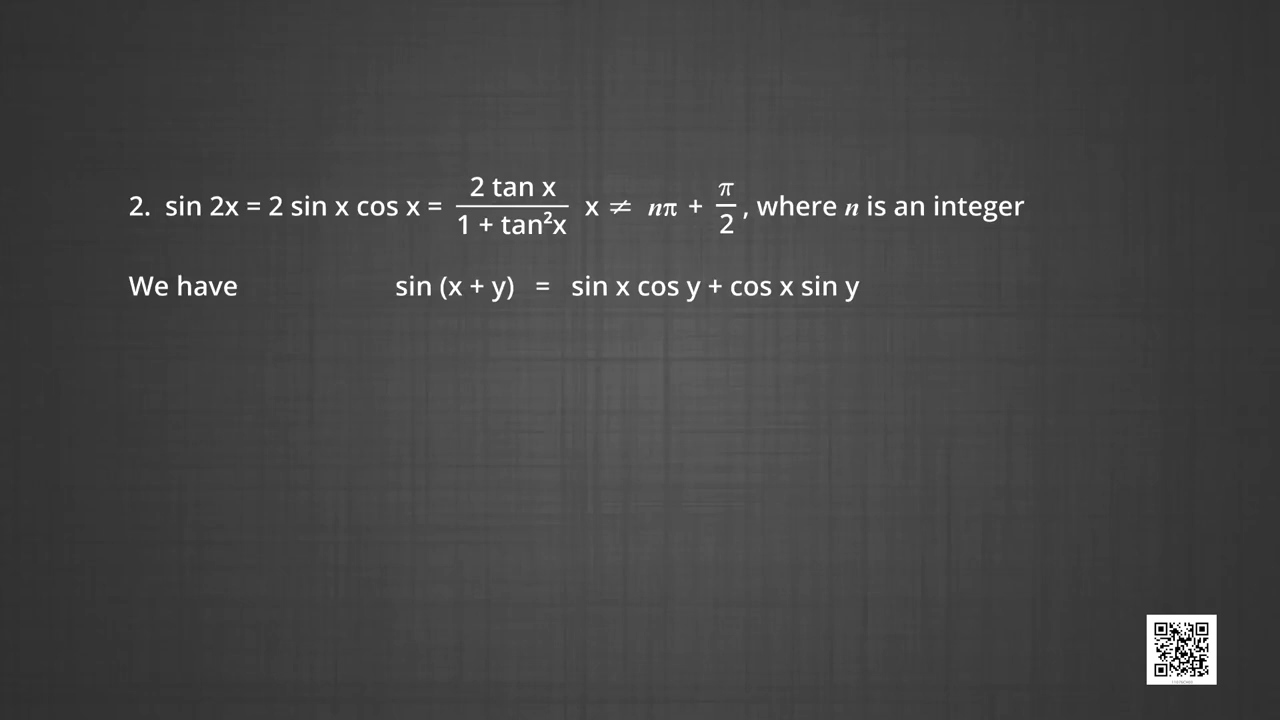 2. sin 2x = 2 sin x cos x = 2 tan x / 1 + tan²x x ≠ nπ + π/2, where n is an integer
We have sin (x + y) = sin x cos y + cos x sin y